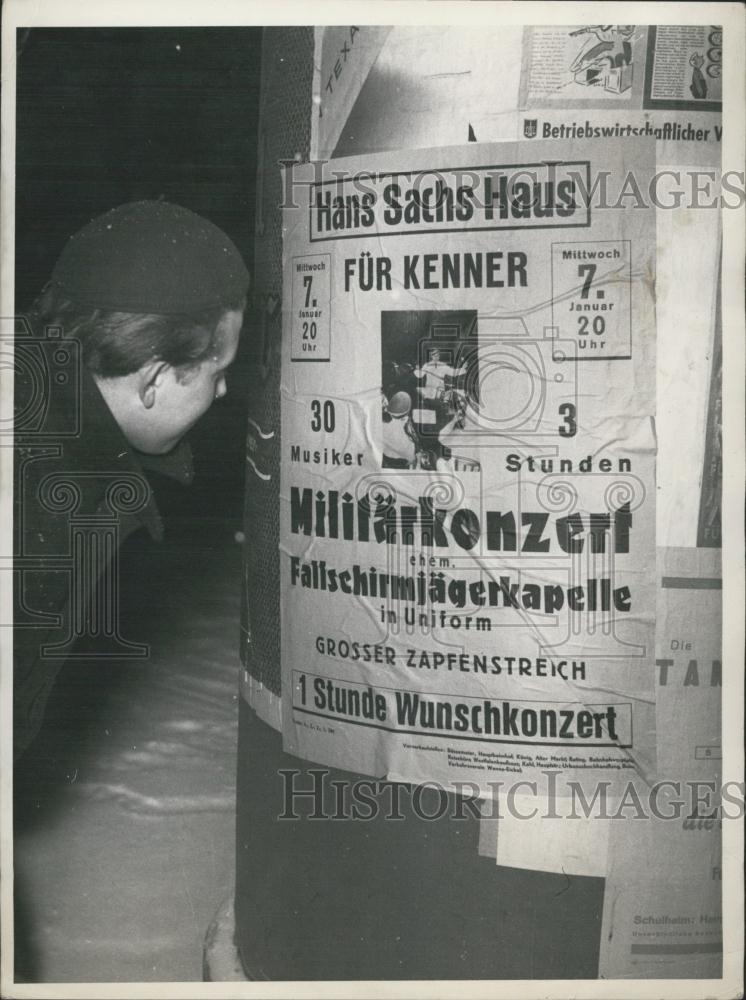 TEXA
Betriebswirtschaftlicher V
HISTORIC IMAGES
Hans Sachs Haus
Mittwoch
7.
Januar
20
Uhr
FÜR KENNER
Mittwoch
7.
Januar
20
Uhr
30
Musiker
3
Stunden
Militärkonzert
ehem.
Fallschirmjägerkapelle
in Uniform
GROSSER ZAPFENSTREICH
1 Stunde Wunschkonzert
Die
TAN
HISTORIC IMAGES
die
Schulheim: Hav